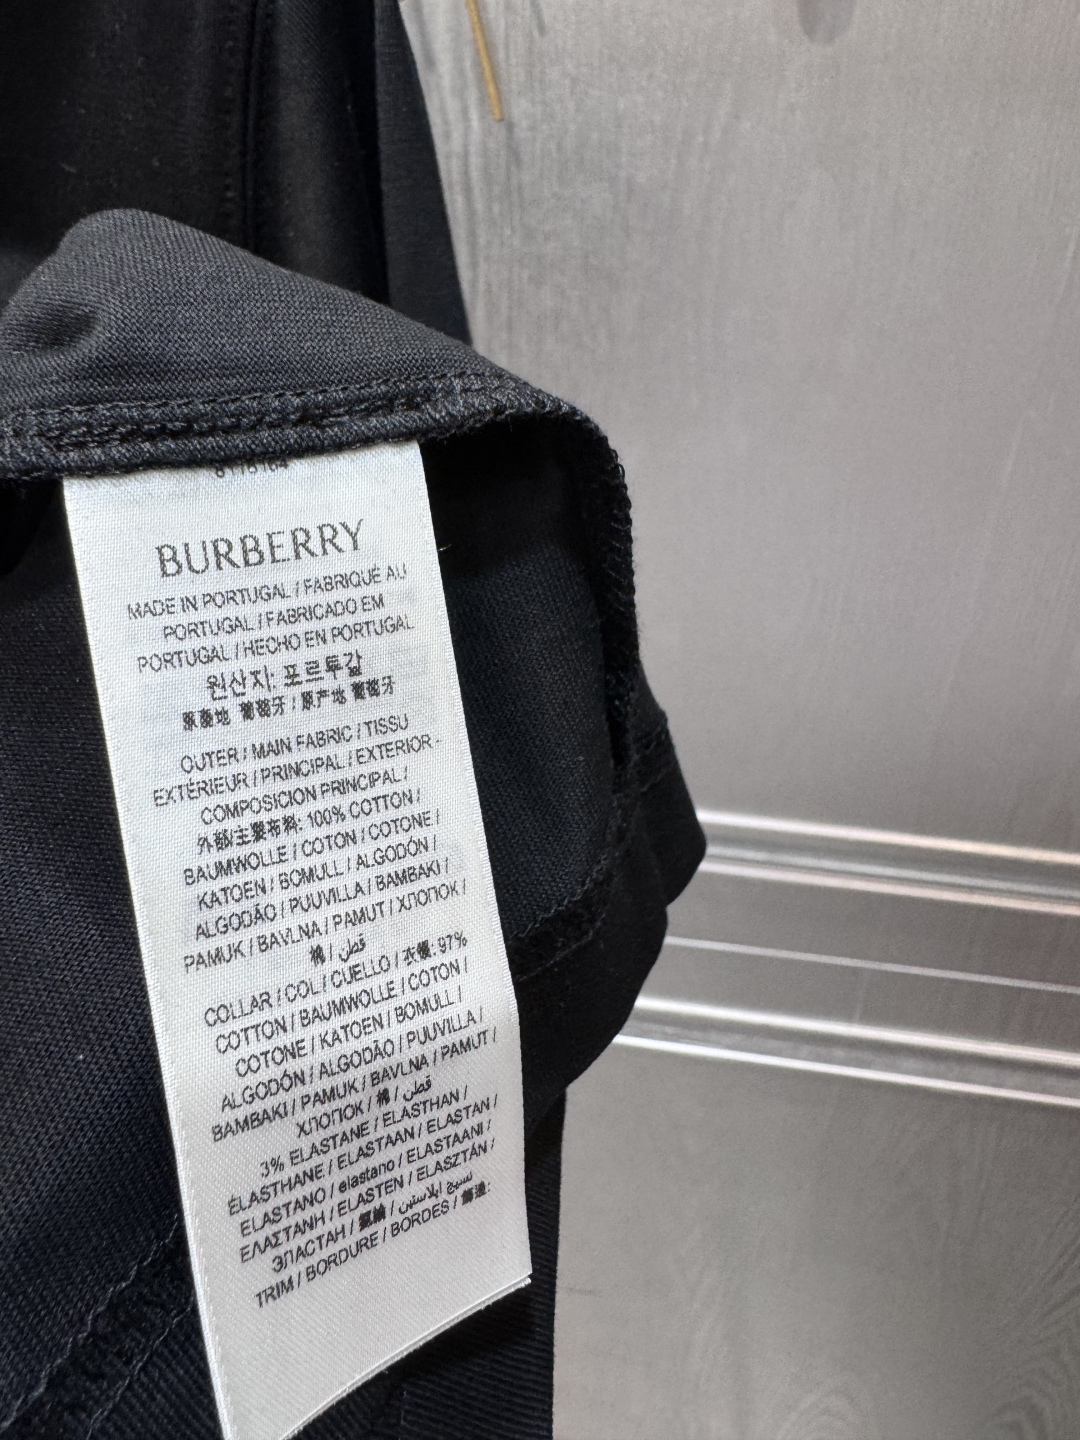 BURBERRY
MADE IN PORTUGAL / FABRIQUÉ AU
PORTUGAL / FABRICADO EM
PORTUGAL / HECHO EN PORTUGAL
원산지: 포르투갈
原產地 葡萄牙 / 原产地 葡萄牙
OUTER / MAIN FABRIC / TISSU
EXTÉRIEUR / PRINCIPAL / EXTERIOR -
COMPOSICION PRINCIPAL /
外部/主要布料: 100% COTTON /
BAUMWOLLE / COTON / COTONE /
KATOEN / BOMULL / ALGODÓN /
ALGODÃO / PUUVILLA / BAMBAKI /
PAMUK / BAVLNA / PAMUT / ХЛОПОК /
棉 / قطن
COLLAR / COL / CUELLO / 衣領: 97%
COTTON / BAUMWOLLE / COTON /
COTONE / KATOEN / BOMULL /
ALGODÓN / ALGODÃO / PUUVILLA /
BAMBAKI / PAMUK / BAVLNA / PAMUT /
ХЛОПОК / 棉 / قطن
3% ELASTANE / ELASTHAN /
ÉLASTHANE / ELASTAAN / ELASTAN /
ELASTANO / elastano / ELASTAANI /
ΕΛΑΣΤΑΝΗ / ELASTEN / ELASZTÁN /
ЭЛАСТАН / نسيج ايلاستين
TRIM / BORDURE / BORDES /